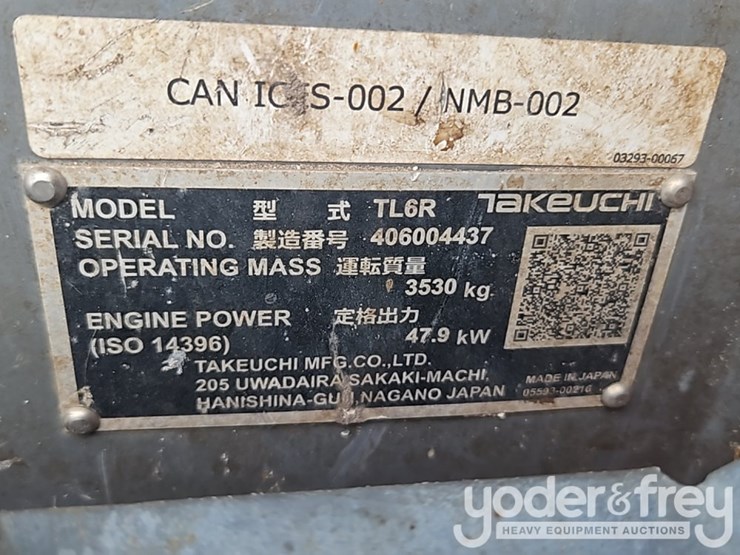 CAN ICES-002 / NMB-002
03293-00067
MODEL 型式 TL6R TAKEUCHI
SERIAL NO. 製造番号 406004437
OPERATING MASS 運転質量
3530 kg
ENGINE POWER 定格出力
(ISO 14396) 47.9 kW
TAKEUCHI MFG.CO.,LTD.
205 UWADAIRA SAKAKI-MACHI,
HANISHINA-GUN,NAGANO JAPAN
MADE IN JAPAN
05593-00216
yoder&frey
HEAVY EQUIPMENT AUCTIONS